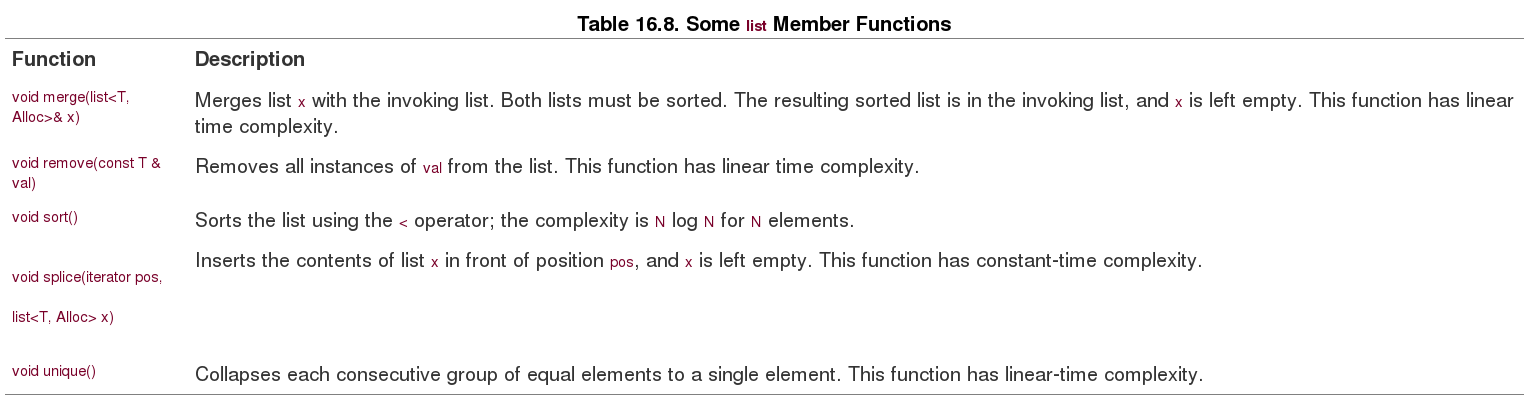 Table 16.8. Some list Member Functions
Function Description
void merge(list<T, Alloc>& x) Merges list x with the invoking list. Both lists must be sorted. The resulting sorted list is in the invoking list, and x is left empty. This function has linear
time complexity.
void remove(const T & val) Removes all instances of val from the list. This function has linear time complexity.
void sort() Sorts the list using the < operator; the complexity is N log N for N elements.
void splice(iterator pos, Inserts the contents of list x in front of position pos, and x is left empty. This function has constant-time complexity.
list<T, Alloc> x)
void unique() Collapses each consecutive group of equal elements to a single element. This function has linear-time complexity.